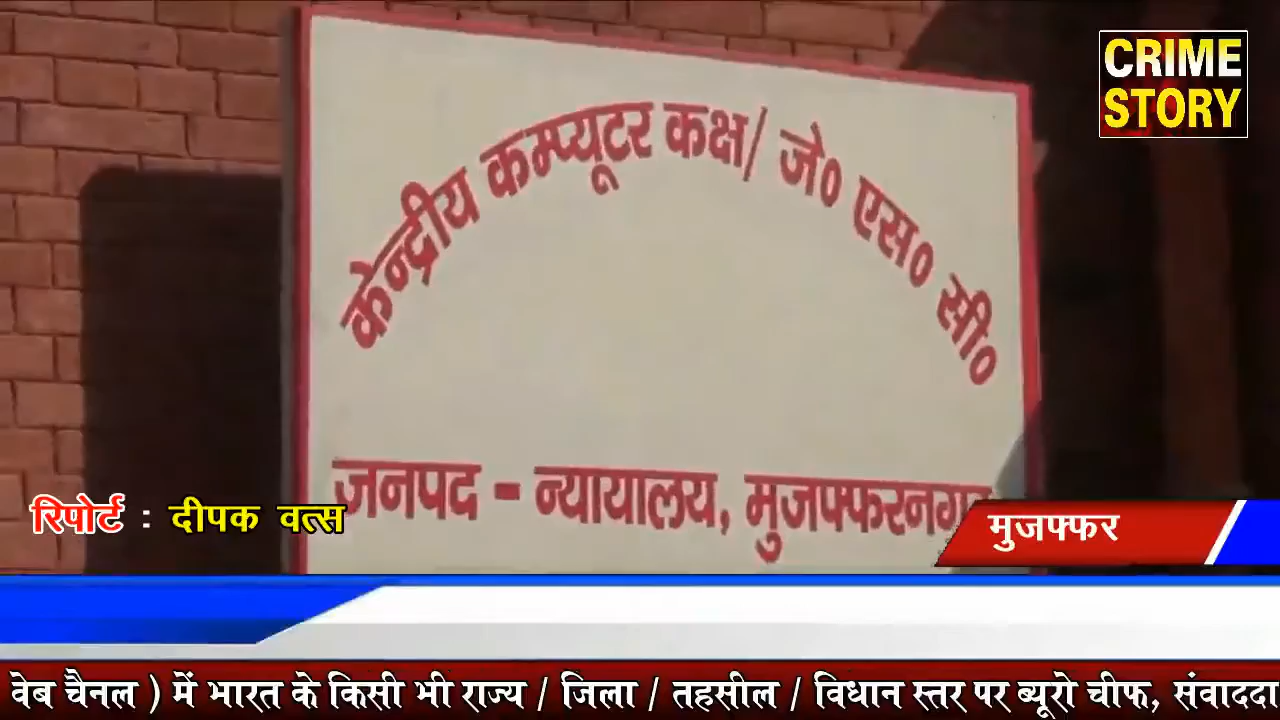 CRIME
STORY
केन्द्रीय कम्प्यूटर कक्ष/ जे० एस० सी०
जनपद - न्यायालय, मुजफ्फरनगर
रिपोर्ट : दीपक वत्स
मुजफ्फर
वेब चैनल ) में भारत के किसी भी राज्य / जिला / तहसील / विधान स्तर पर ब्यूरो चीफ, संवाददा